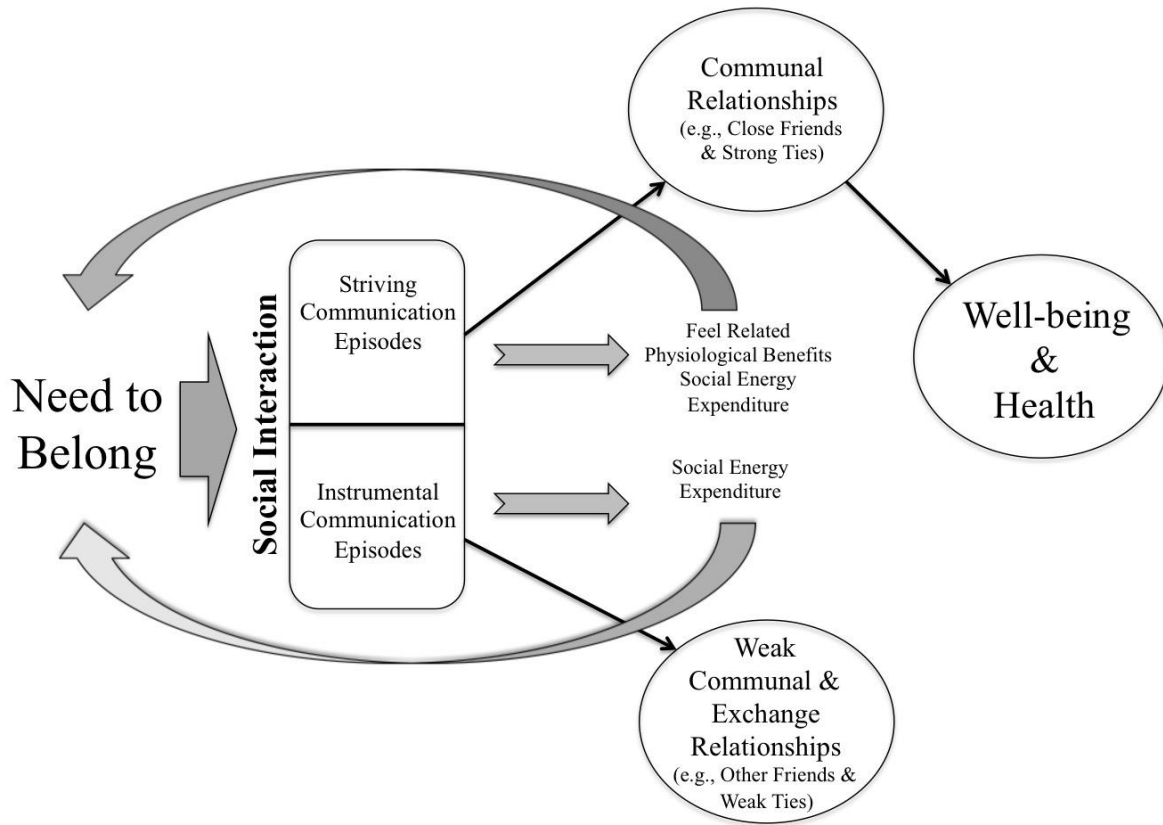 Communal
Relationships
(e.g., Close Friends
& Strong Ties)
Well-being
&
Health
Need to
Belong
Social Interaction
Striving
Communication
Episodes
Feel Related
Physiological Benefits
Social Energy
Expenditure
Instrumental
Communication
Episodes
Social Energy
Expenditure
Weak
Communal &
Exchange
Relationships
(e.g., Other Friends &
Weak Ties)